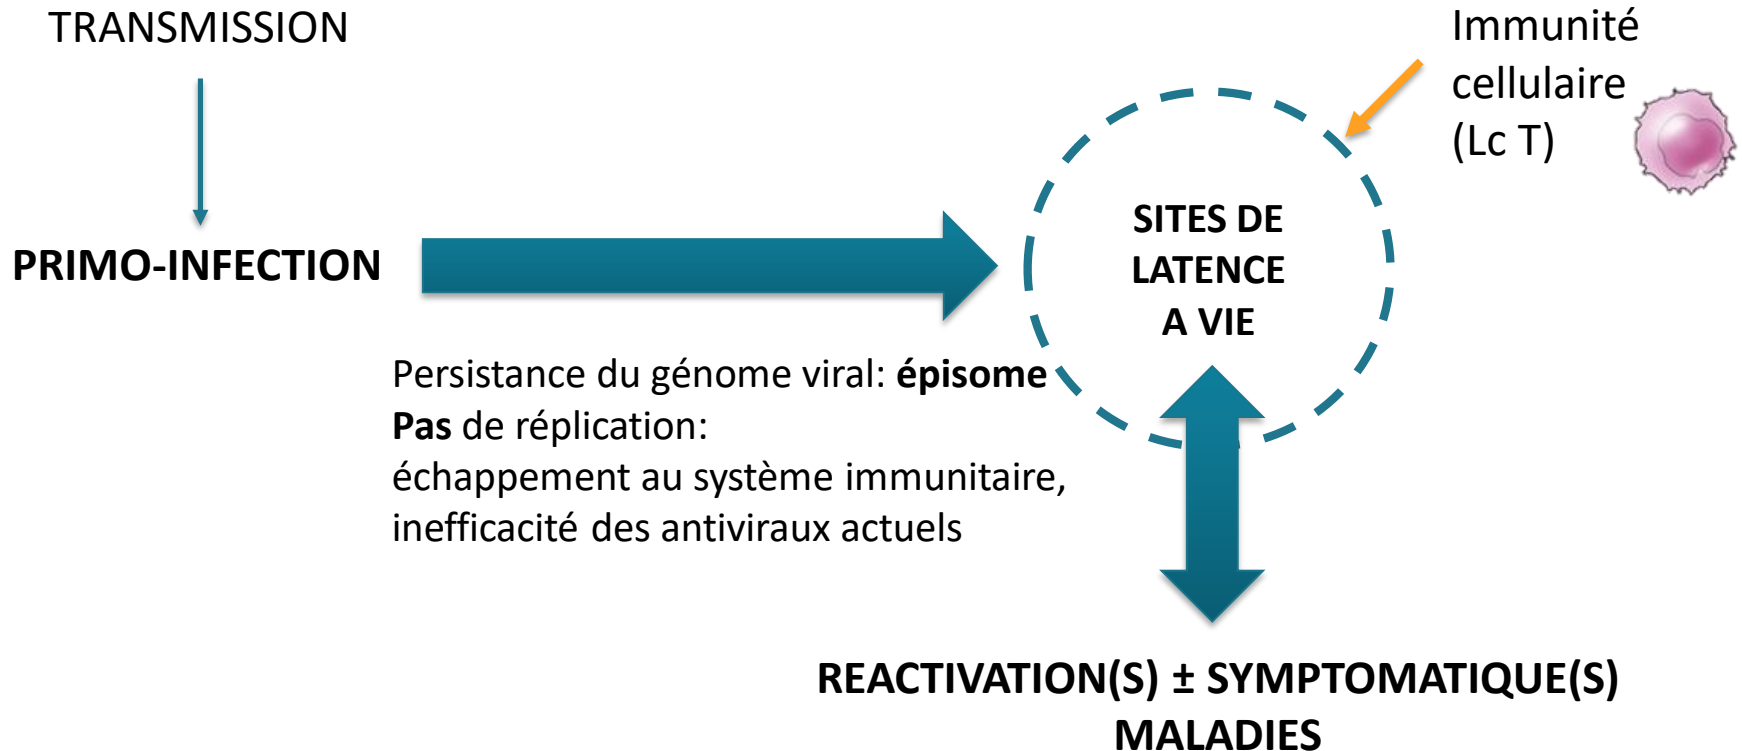 TRANSMISSION
Immunité
cellulaire
(Lc T)
PRIMO-INFECTION
SITES DE
LATENCE
A VIE
Persistance du génome viral: épisome
Pas de réplication:
échappement au système immunitaire,
inefficacité des antiviraux actuels
REACTIVATION(S) ± SYMPTOMATIQUE(S)
MALADIES